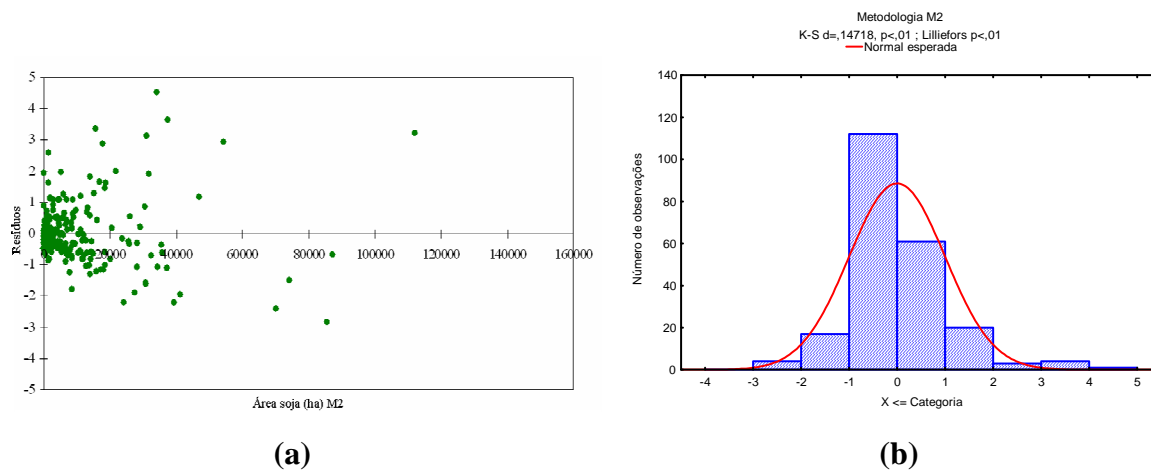 5
4
3
2
1
0
-1
-2
-3
-4
-5
Resíduos
0 20000 40000 60000 80000 100000 120000 140000 160000
Área soja (ha) M2
(a)
Metodologia M2
K-S d=,14718, p<,01 ; Lilliefors p<,01
Normal esperada
140
120
100
80
60
40
20
0
Número de observações
-4 -3 -2 -1 0 1 2 3 4 5
X <= Categoria
(b)